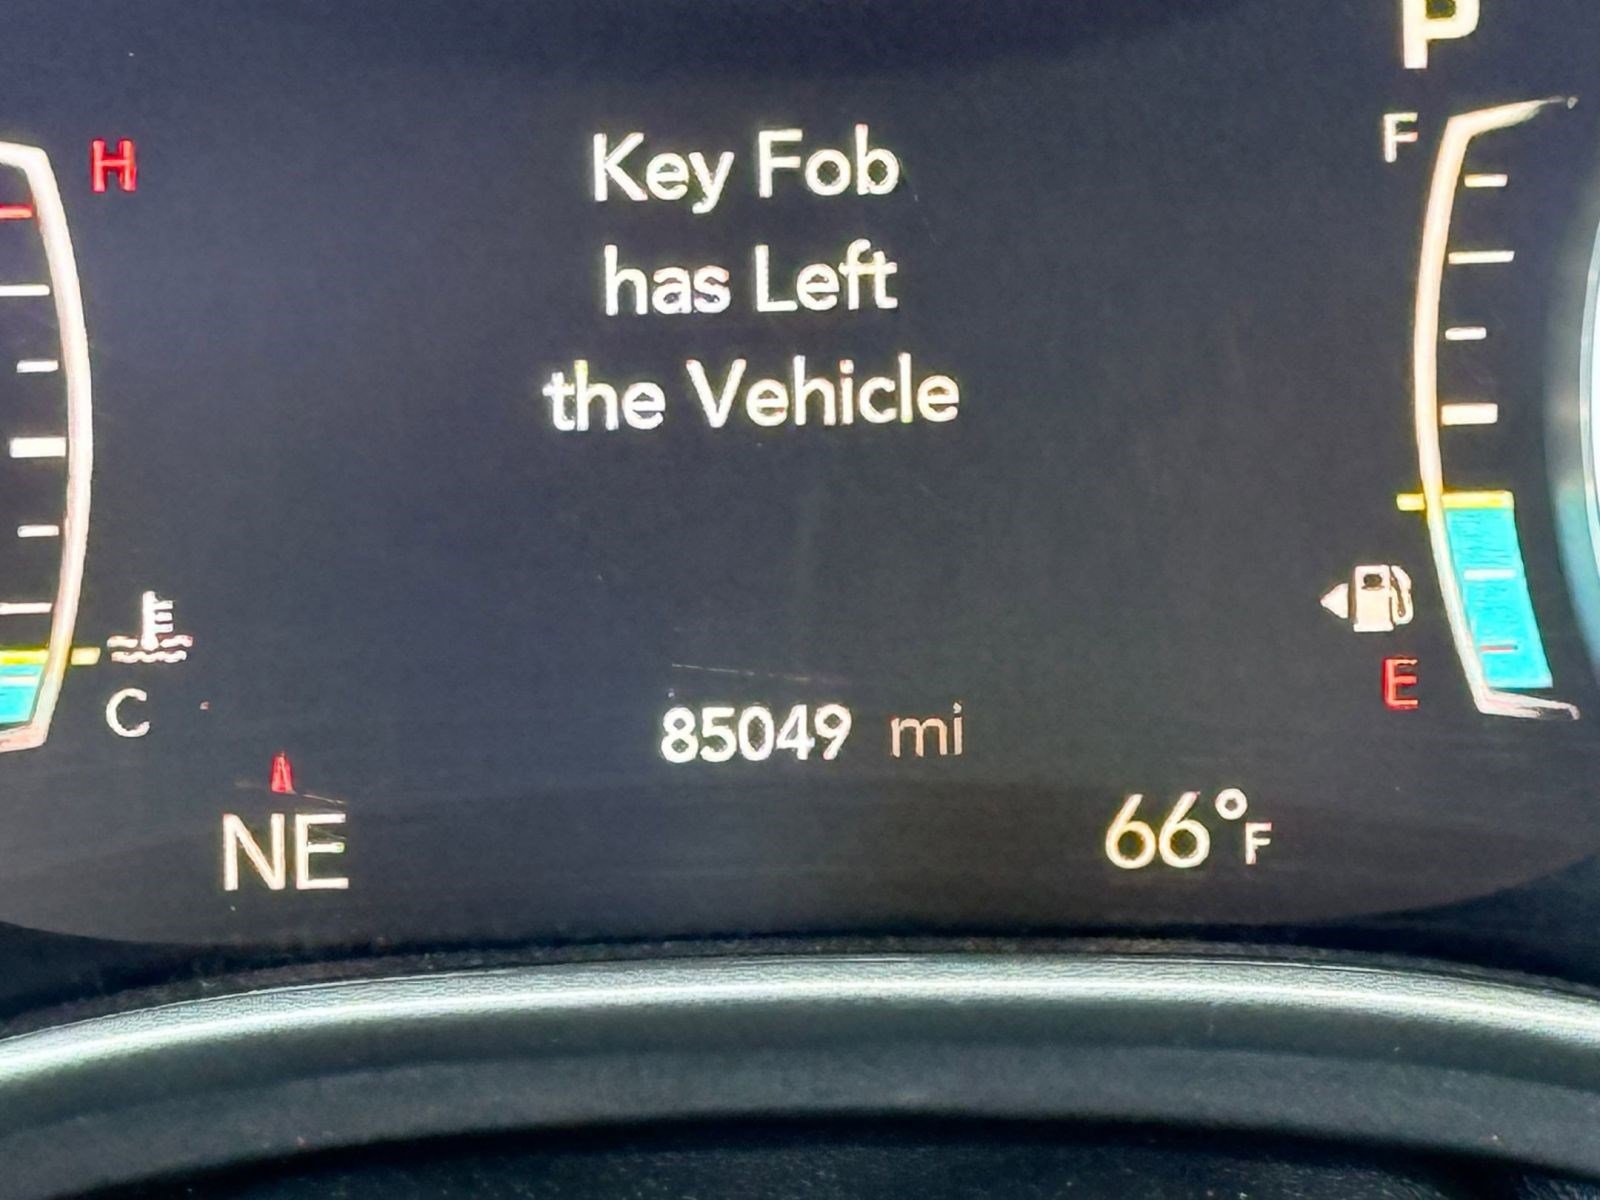 P
H
F
Key Fob
has Left
the Vehicle
E
C
85049 mi
NE
66°F